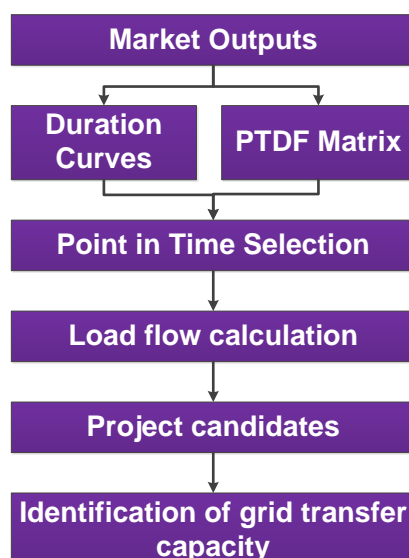 Market Outputs
Duration
Curves
PTDF Matrix
Point in Time Selection
Load flow calculation
Project candidates
Identification of grid transfer
capacity